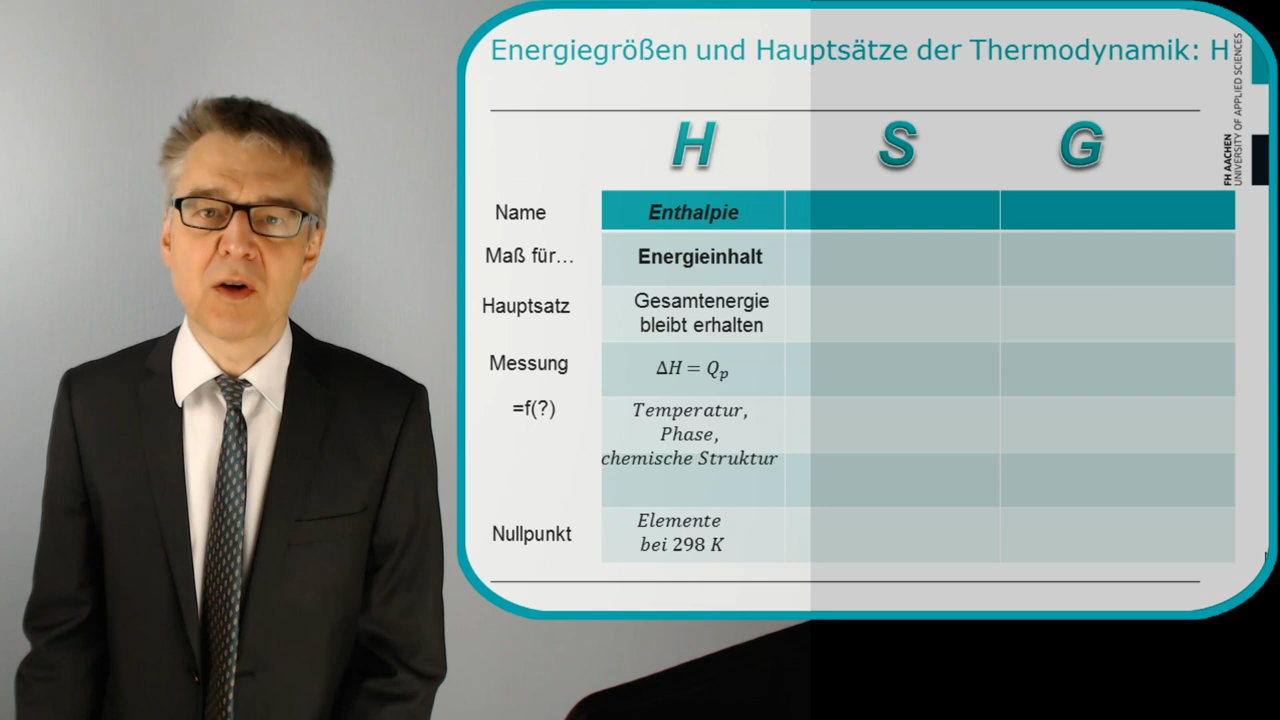 Energiegrößen und Hauptsätze der Thermodynamik: H
FH AACHEN
UNIVERSITY OF APPLIED SCIENCES
H S G
Name Enthalpie
Maß für… Energieinhalt
Hauptsatz Gesamtenergie
bleibt erhalten
Messung ΔH = Qₚ
=f(?) Temperatur,
Phase,
chemische Struktur
Nullpunkt Elemente
bei 298 K